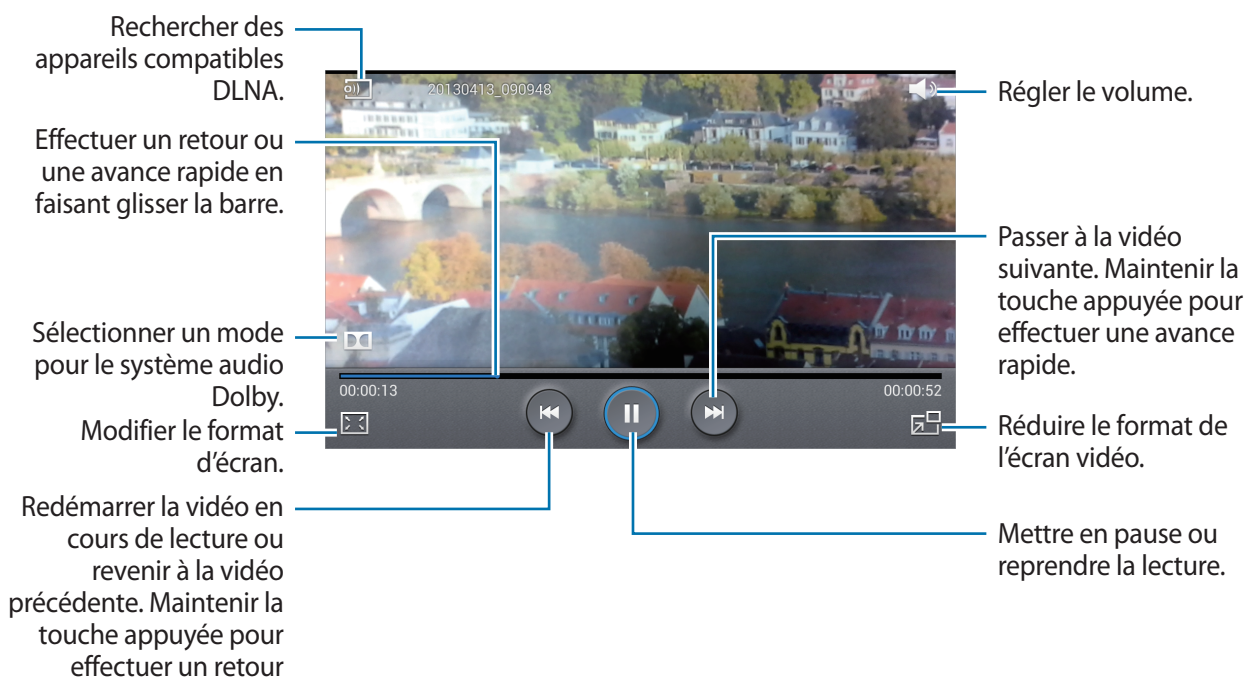 Rechercher des
appareils compatibles
DLNA.
Effectuer un retour ou
une avance rapide en
faisant glisser la barre.
Sélectionner un mode
pour le système audio
Dolby.
Modifier le format
d'écran.
Redémarrer la vidéo en
cours de lecture ou
revenir à la vidéo
précédente. Maintenir la
touche appuyée pour
effectuer un retour
20130413_090948
00:00:13
00:00:52
Régler le volume.
Passer à la vidéo
suivante. Maintenir la
touche appuyée pour
effectuer une avance
rapide.
Réduire le format de
l'écran vidéo.
Mettre en pause ou
reprendre la lecture.